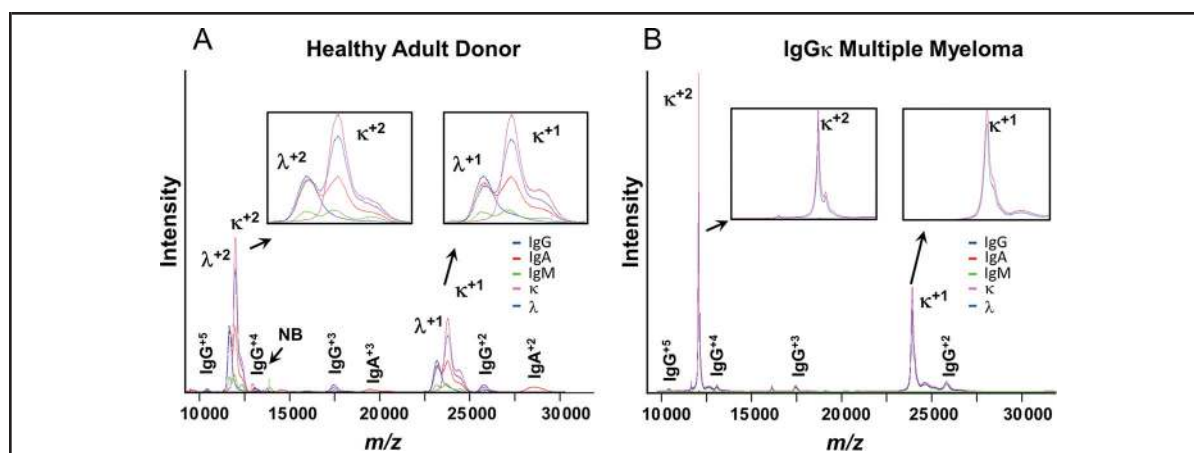 A
Healthy Adult Donor
Intensity
λ+2
κ+2
λ+1
κ+1
κ+2
λ+2
IgG
IgA
IgM
κ
λ
κ+1
λ+1
NB
IgG+5
IgG+4
IgG+3
IgA+3
IgG+2
IgA+2
10000 15000 20000 25000 30000
m/z
B
IgGκ Multiple Myeloma
Intensity
κ+2
κ+2
κ+1
IgG
IgA
IgM
κ
λ
κ+1
IgG+5
IgG+4
IgG+3
IgG+2
10000 15000 20000 25000 30000
m/z